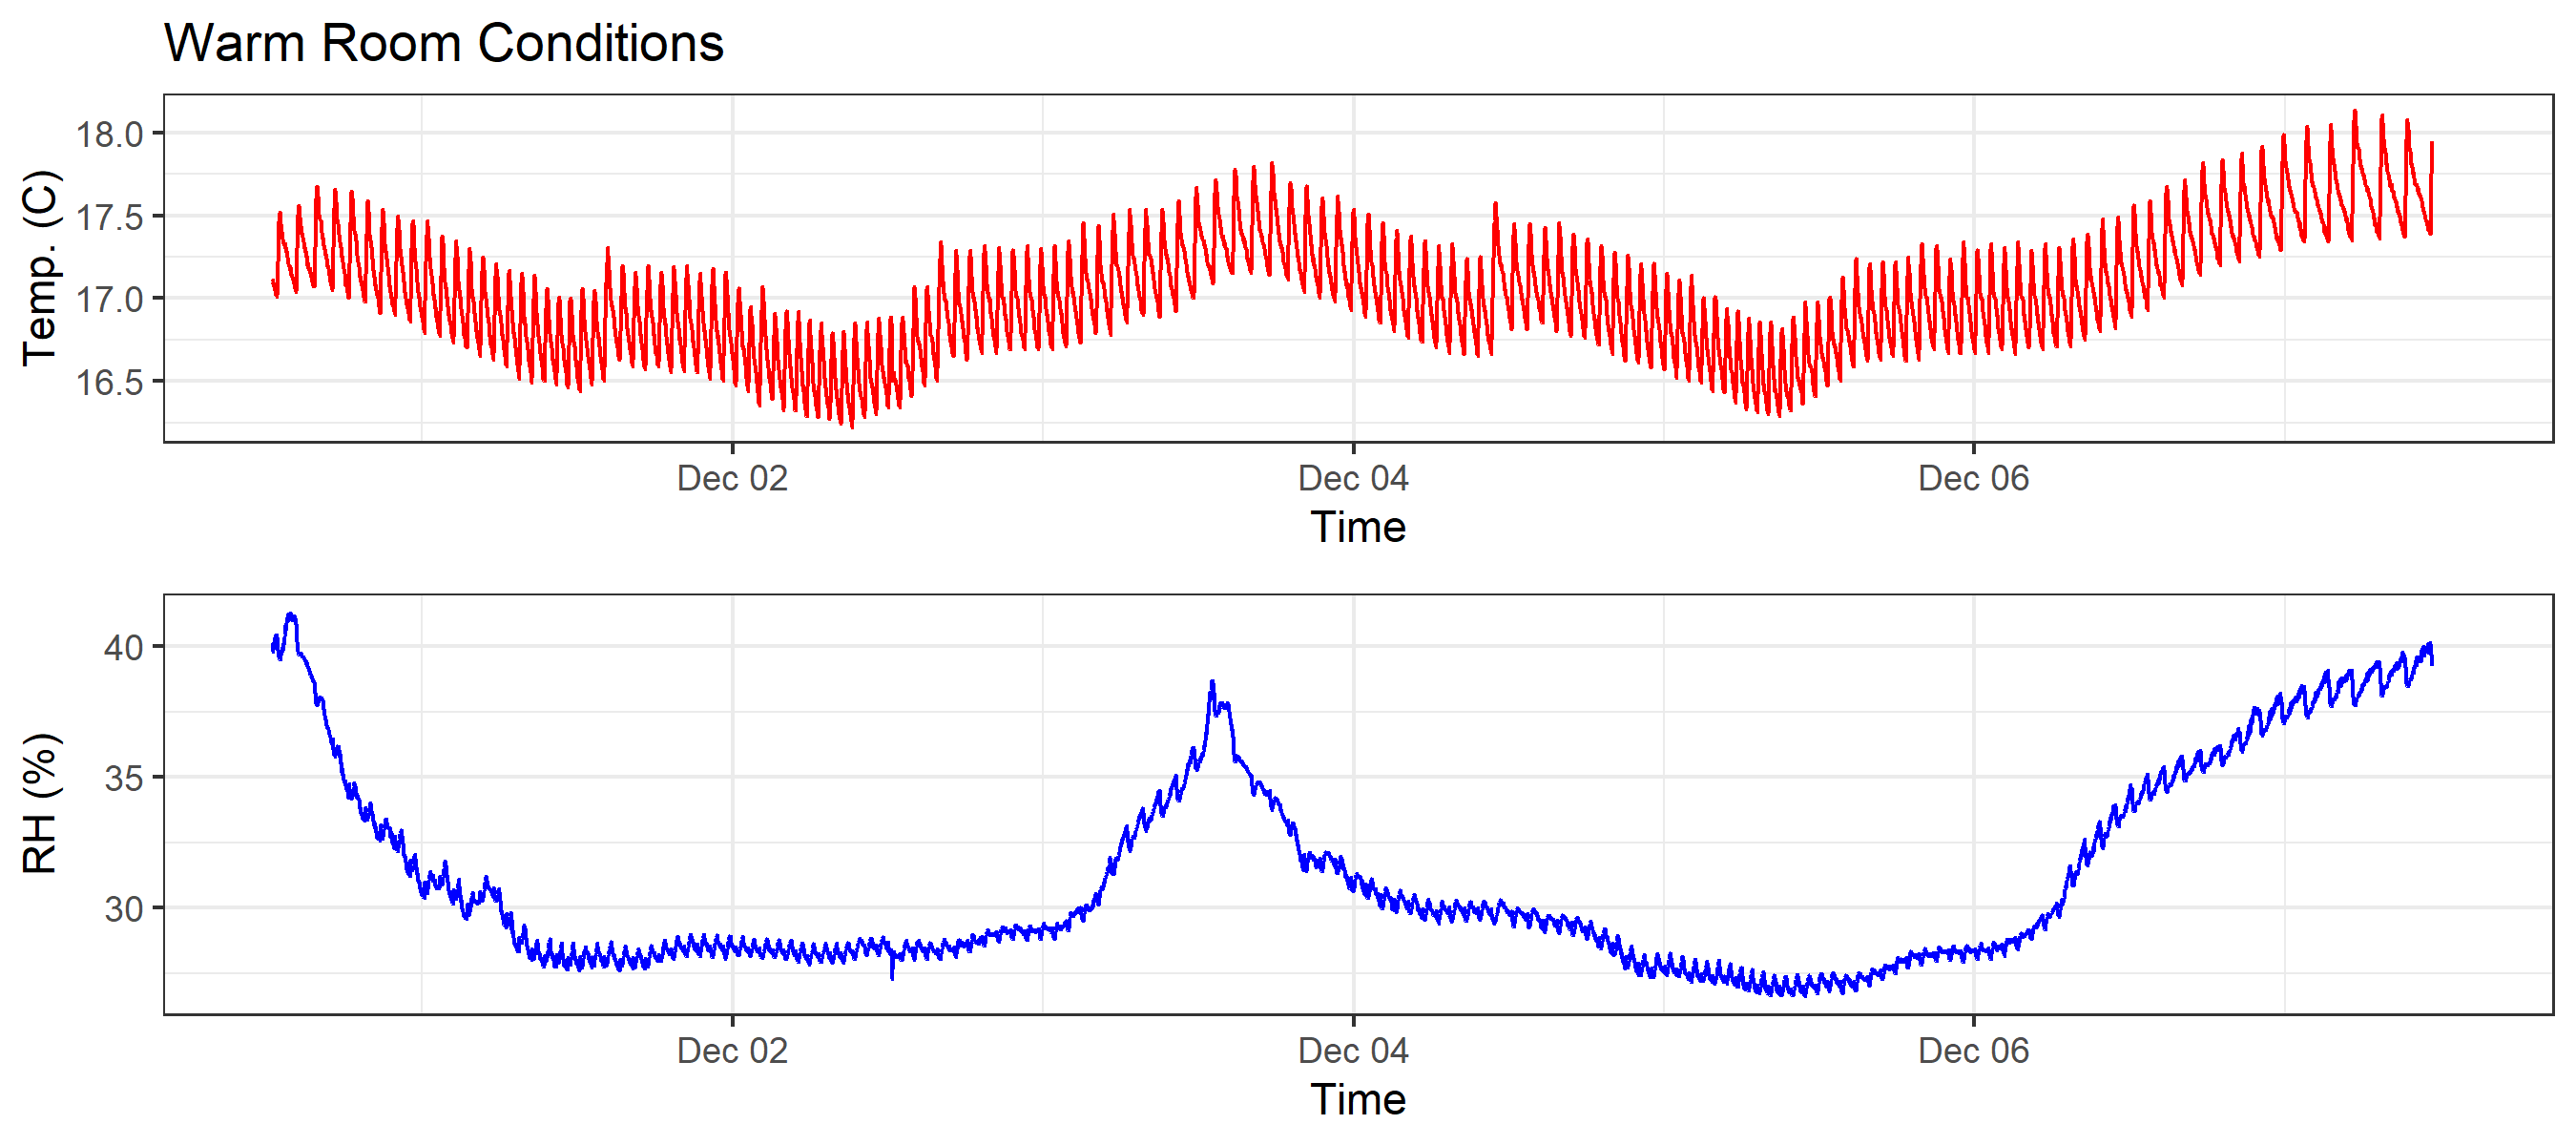 Warm Room Conditions
Temp. (C)
18.0
17.5
17.0
16.5
Dec 02 Dec 04 Dec 06
Time
RH (%)
40
35
30
Dec 02 Dec 04 Dec 06
Time